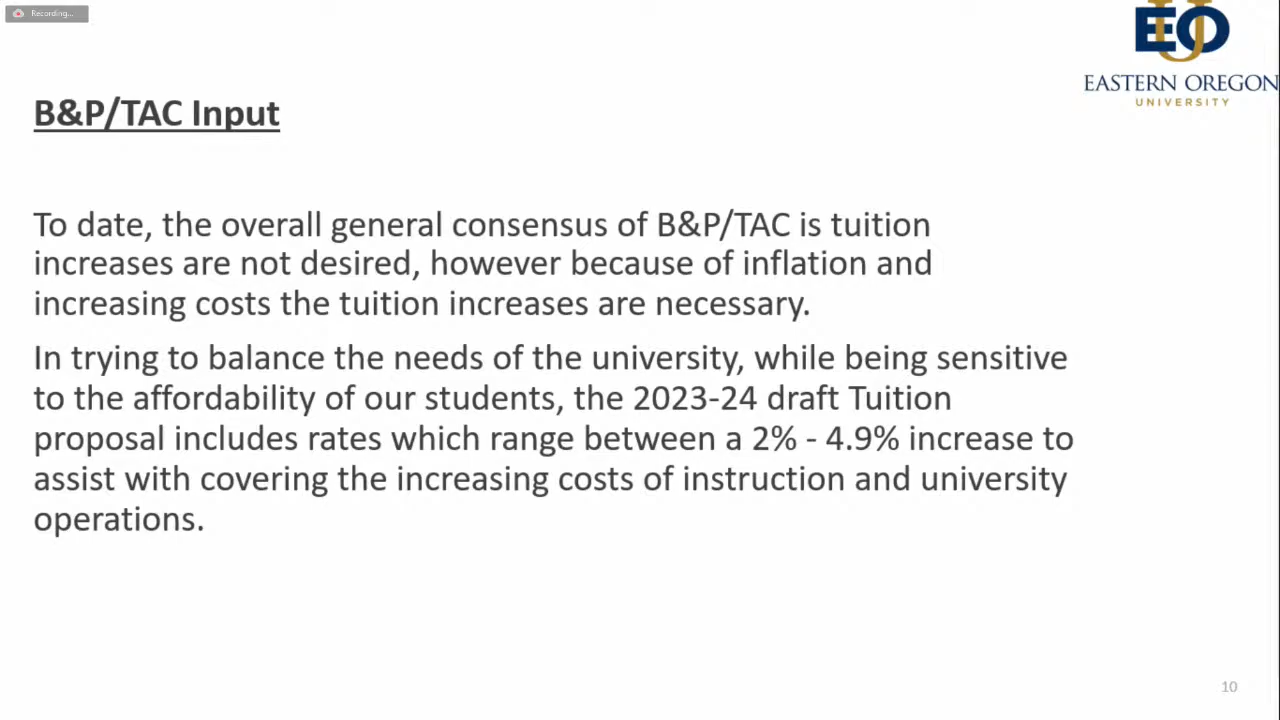 Recording...
EOU
EASTERN OREGON
UNIVERSITY
B&P/TAC Input
To date, the overall general consensus of B&P/TAC is tuition
increases are not desired, however because of inflation and
increasing costs the tuition increases are necessary.
In trying to balance the needs of the university, while being sensitive
to the affordability of our students, the 2023-24 draft Tuition
proposal includes rates which range between a 2% - 4.9% increase to
assist with covering the increasing costs of instruction and university
operations.
10